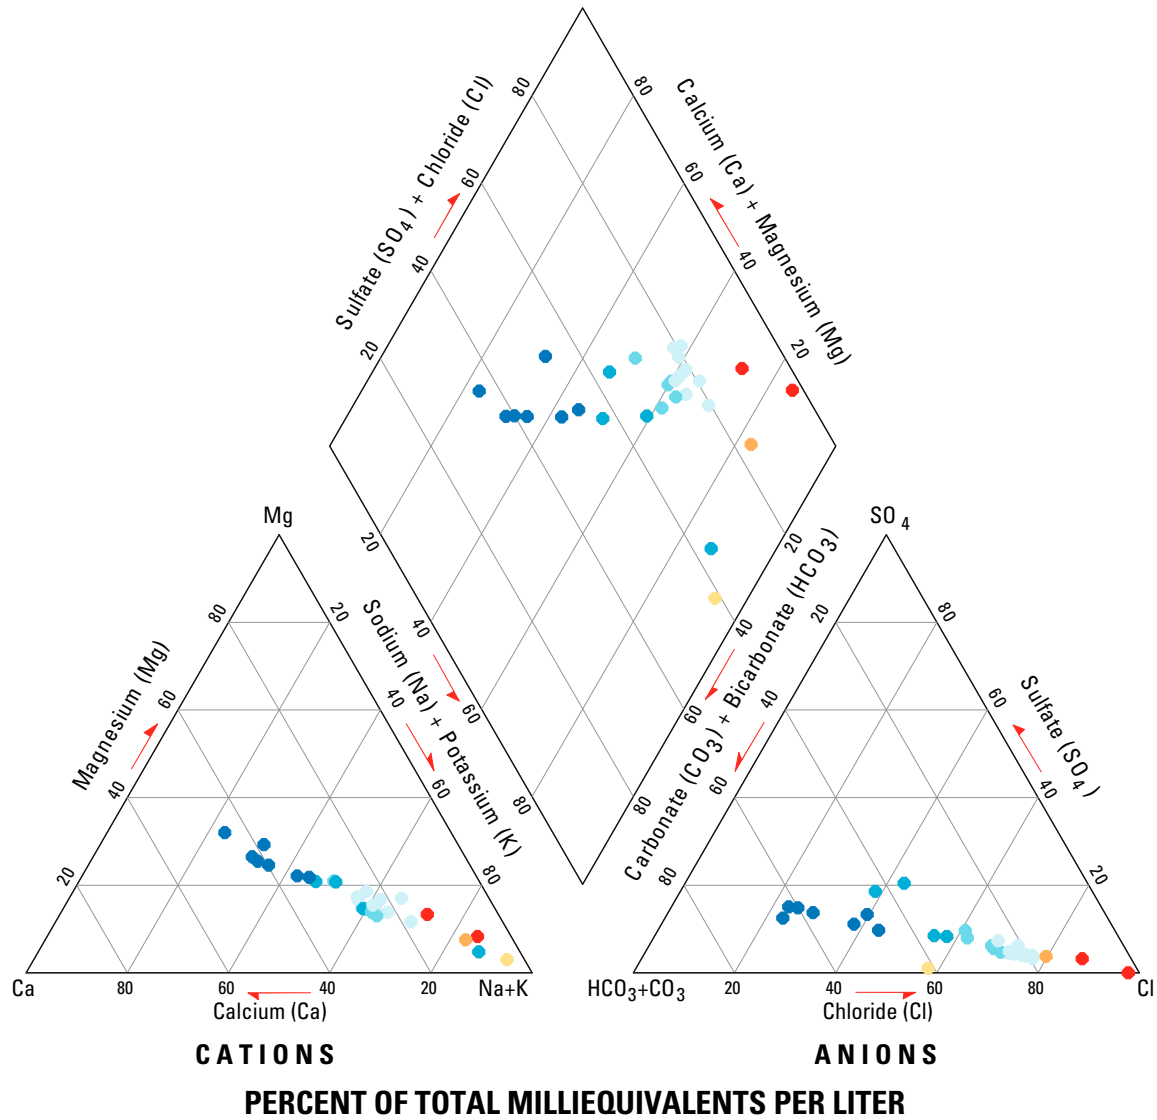 80
80
Sulfate (SO4) + Chloride (Cl)
Calcium (Ca) + Magnesium (Mg)
60
60
40
40
20
20
Mg
SO 4
20
20
80
20
20
80
Sodium (Na) + Potassium (K)
Carbonate (CO3) + Bicarbonate (HCO3)
40
40
Magnesium (Mg)
60
40
40
60
Sulfate (SO4)
60
60
40
60
60
40
80
80
20
80
80
20
Ca
80
60
40
20
Na+K
HCO3+CO3
20
40
60
80
Cl
Calcium (Ca)
Chloride (Cl)
CATIONS
ANIONS
PERCENT OF TOTAL MILLIEQUIVALENTS PER LITER